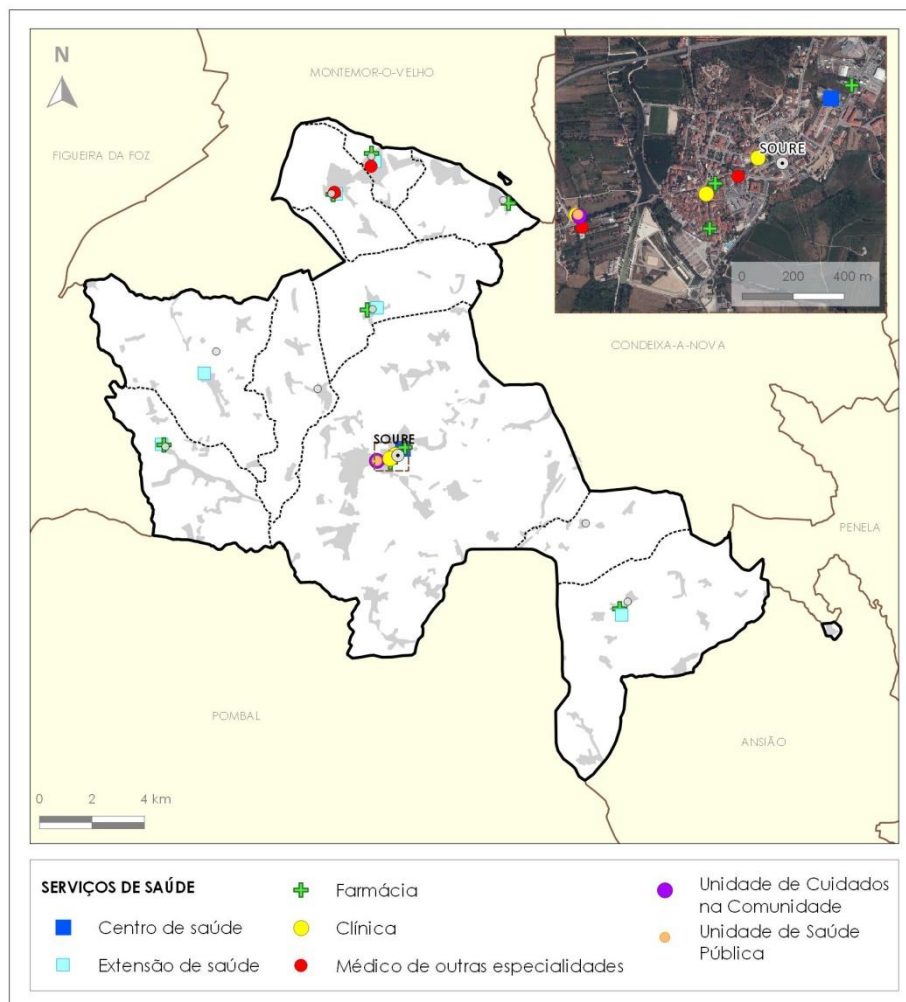 N
MONTEMOR-O-VELHO
FIGUEIRA DA FOZ
SOURE
0 200 400 m
CONDEIXA-A-NOVA
SOURE
PENELA
POMBAL
ANSIÃO
0 2 4 km
SERVIÇOS DE SAÚDE
Centro de saúde
Extensão de saúde
Farmácia
Clínica
Médico de outras especialidades
Unidade de Cuidados
na Comunidade
Unidade de Saúde
Pública